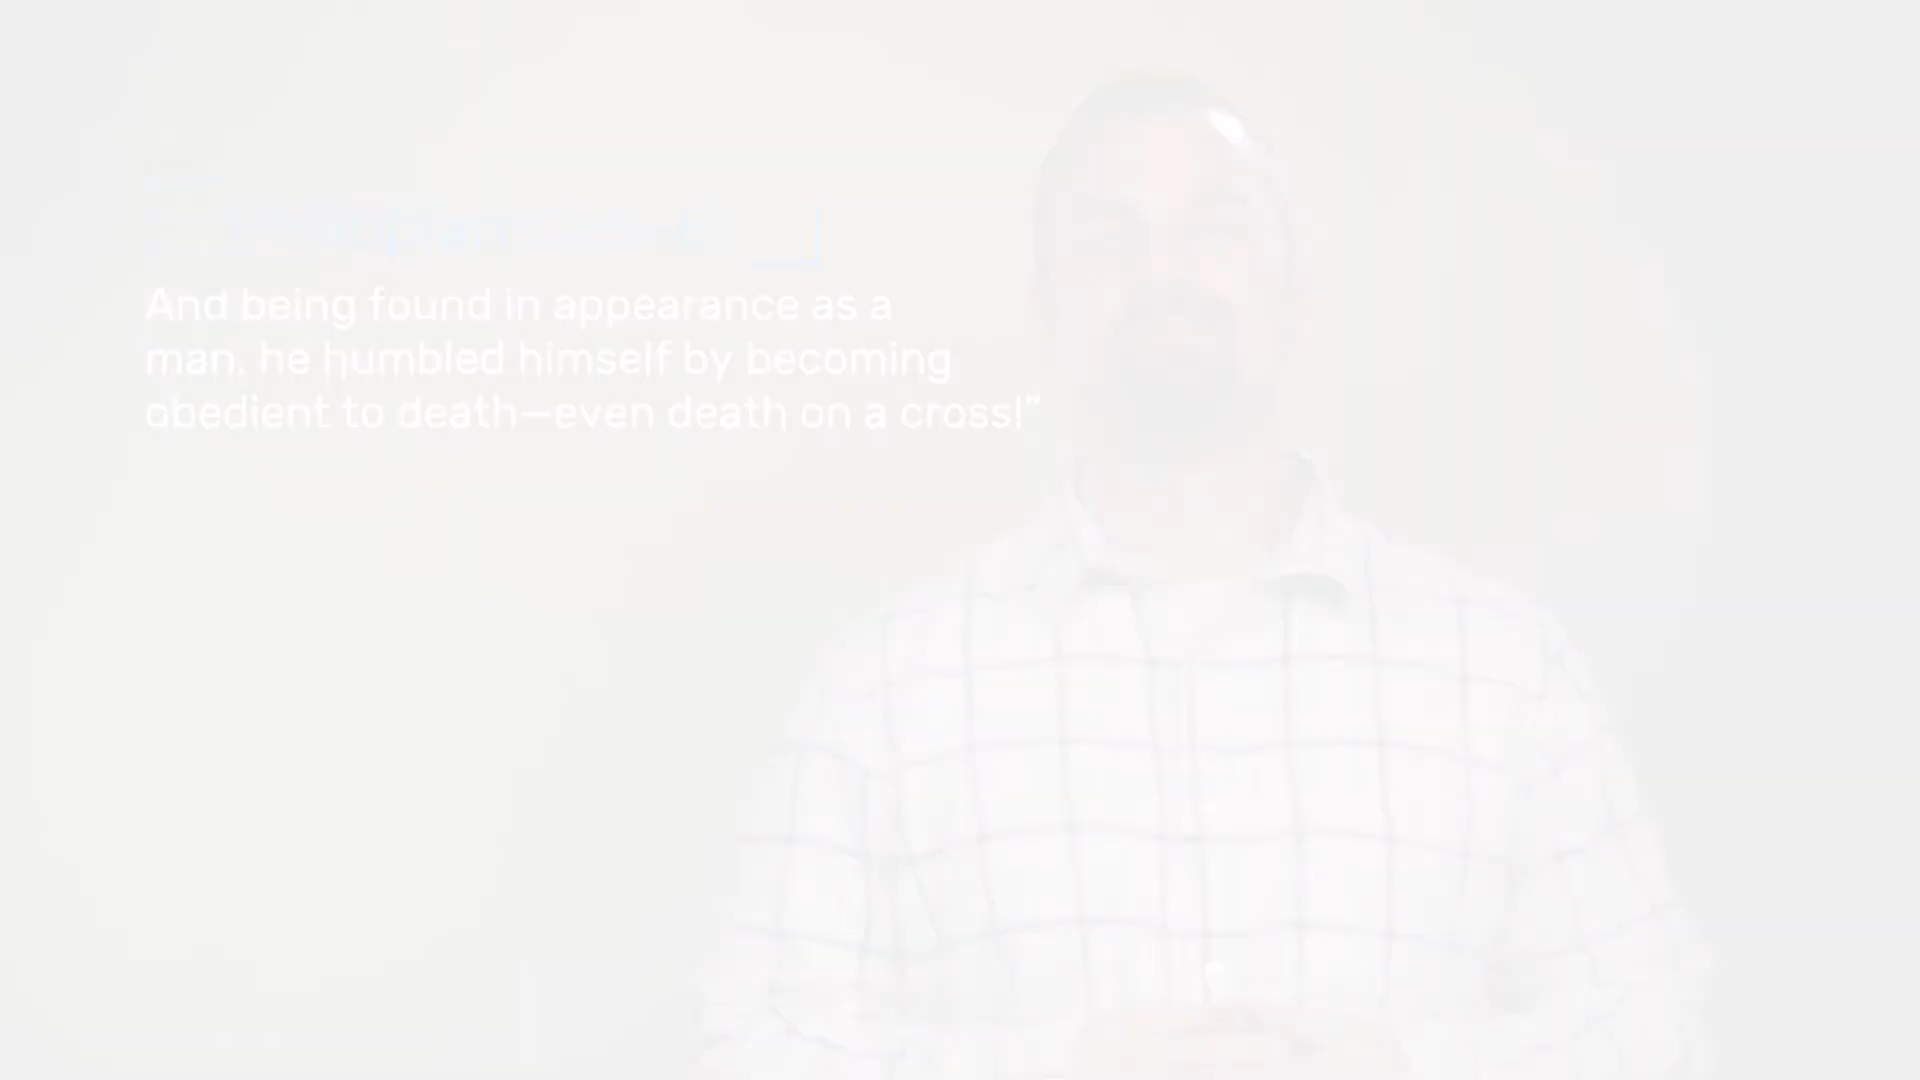 And being found in appearance as a
man, he humbled himself by becoming
obedient to death—even death on a cross!”